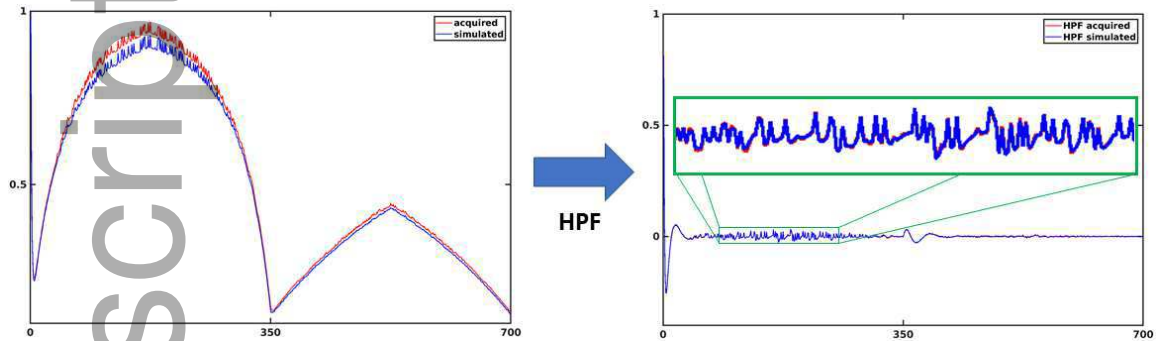 1
acquired
simulated
0.5
0
350
700
HPF
1
HPF acquired
HPF simulated
0.5
0
0
350
700
script